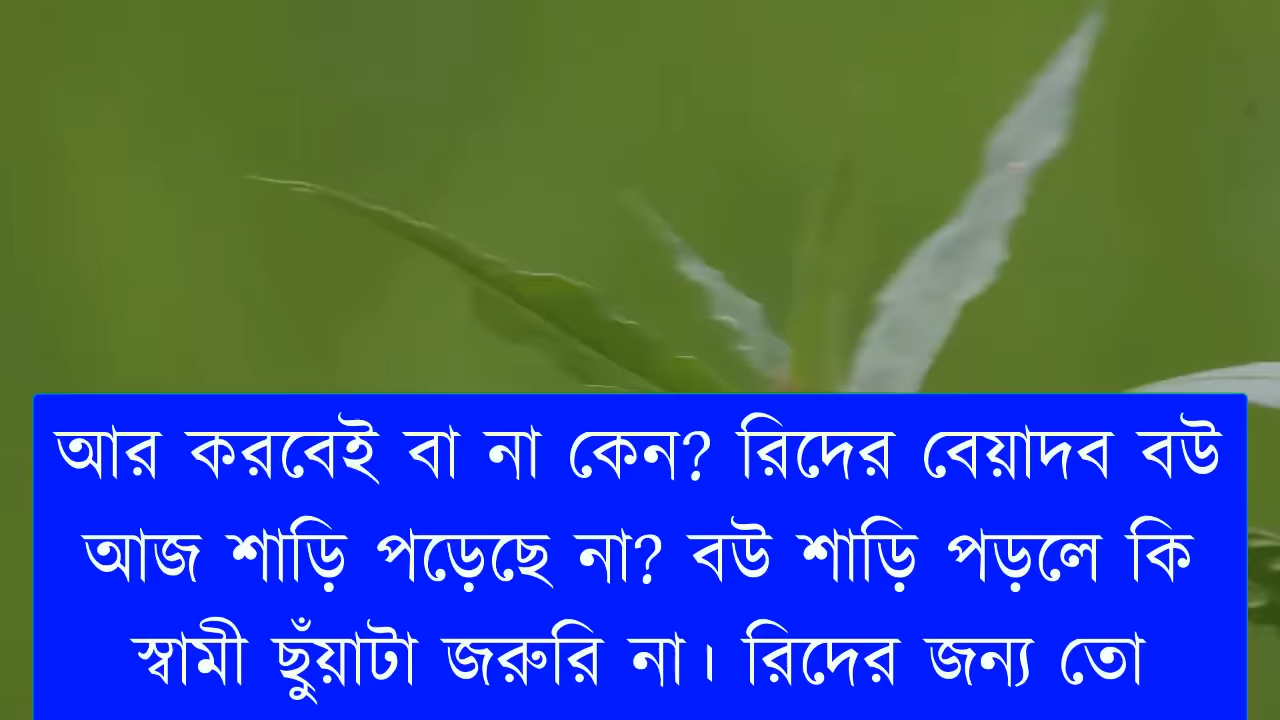 আর করবেই বা না কেন? রিদের বেয়াদব বউ
আজ শাড়ি পড়েছে না? বউ শাড়ি পড়লে কি
স্বামী ছুঁয়াটা জরুরি না। রিদের জন্য তো